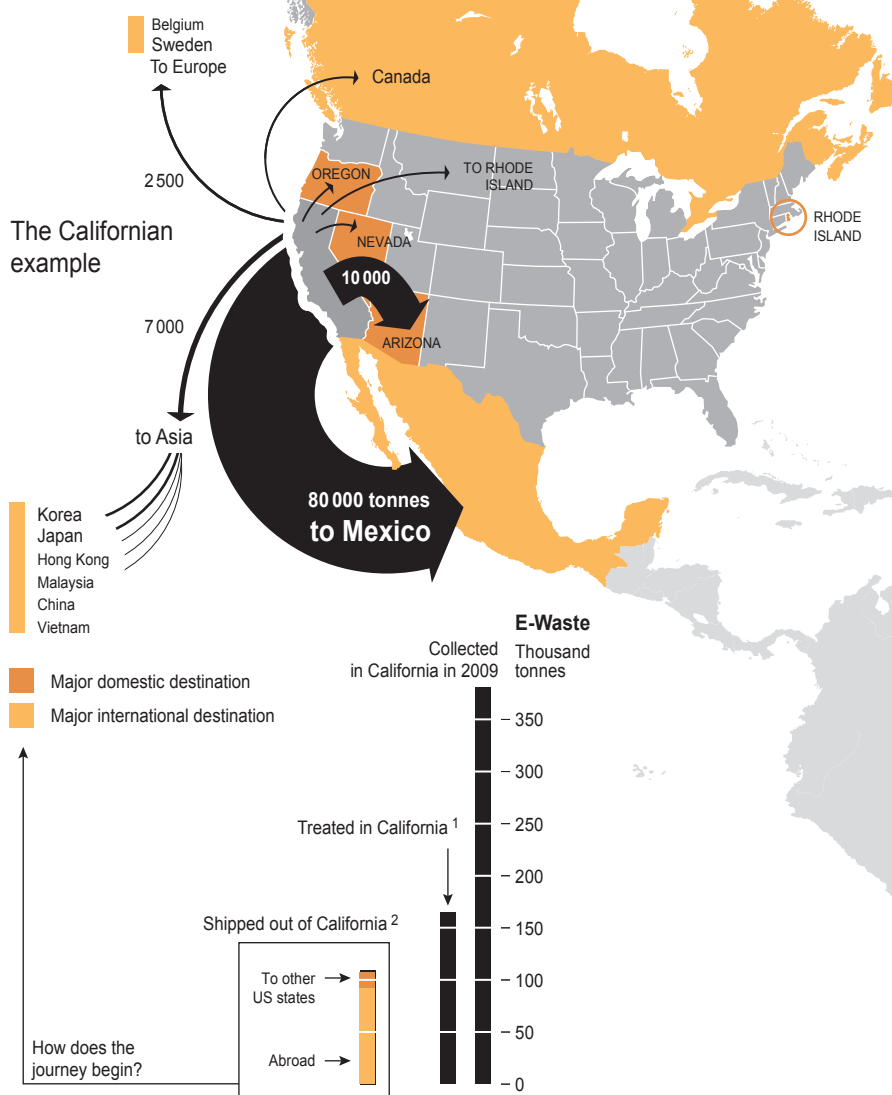 Belgium
Sweden
To Europe
Canada
2 500
OREGON
TO RHODE
ISLAND
RHODE
ISLAND
The Californian
example
NEVADA
10 000
7 000
ARIZONA
to Asia
80 000 tonnes
to Mexico
Korea
Japan
Hong Kong
Malaysia
China
Vietnam
Major domestic destination
Major international destination
E-Waste
Thousand
tonnes
Collected
in California in 2009
350
300
250
200
150
100
50
0
Treated in California 1
Shipped out of California 2
To other
US states
Abroad
How does the
journey begin?